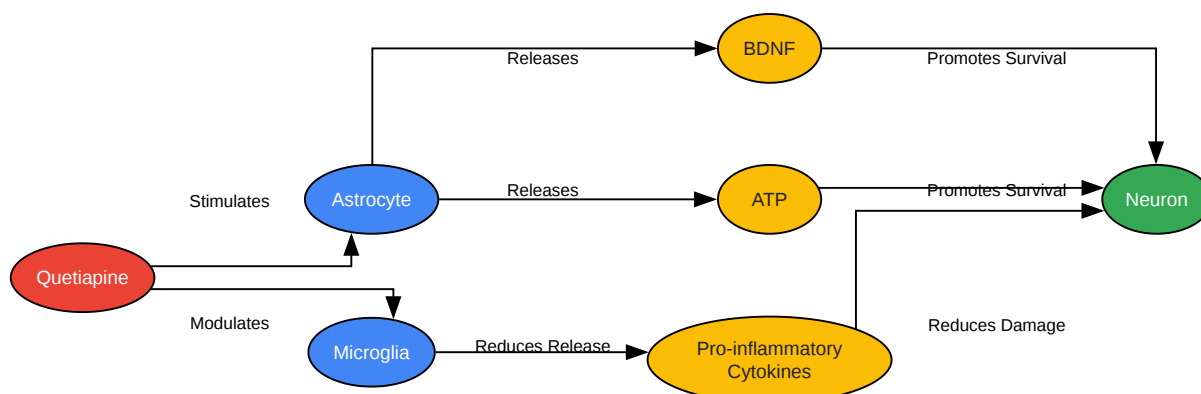 BDNF
Releases
Promotes Survival
Stimulates
Astrocyte
Releases
ATP
Promotes Survival
Neuron
Quetiapine
Modulates
Microglia
Reduces Release
Pro-inflammatory
Cytokines
Reduces Damage